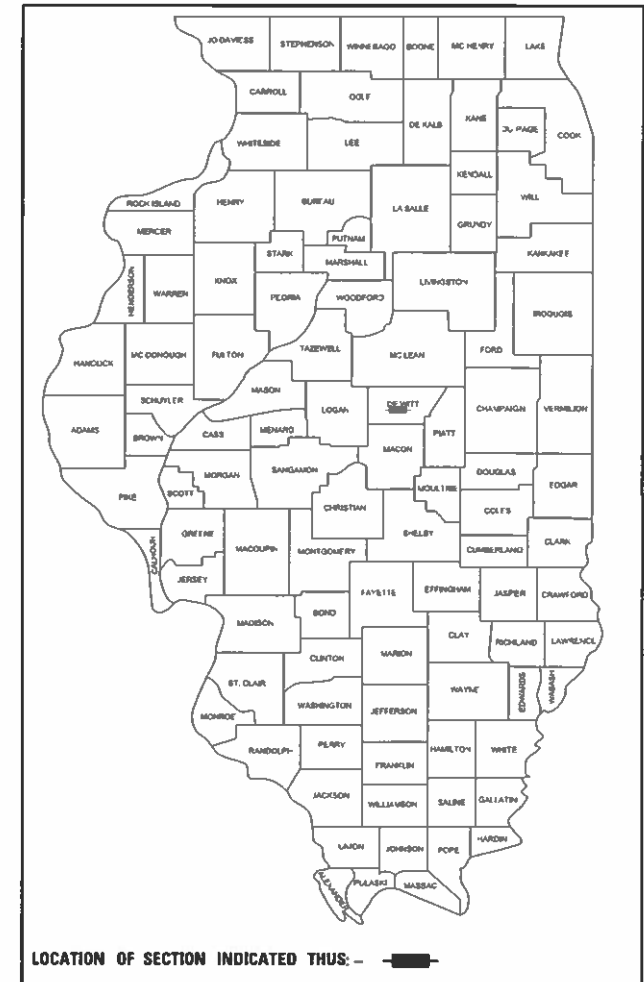 JO DAVIESS STEPHENSON WINNEBAGO BOONE MC HENRY LAKE
CARROLL OGLE DE KALB KANE DU PAGE COOK
WHITESIDE LEE
KENDALL
ROCK ISLAND HENRY BUREAU LA SALLE GRUNDY WILL
MERCER PUTNAM
STARK MARSHALL KANKAKEE
HENDERSON WARREN KNOX PEORIA WOODFORD LIVINGSTON IROQUOIS
HANCOCK MC DONOUGH FULTON TAZEWELL MC LEAN FORD
MASON
SCHUYLER LOGAN DE WITT CHAMPAIGN VERMILION
ADAMS BROWN CASS MENARD PIATT
MACON
MORGAN SANGAMON DOUGLAS
PIKE SCOTT CHRISTIAN MOULTRIE EDGAR
COLES
GREENE MACOUPIN MONTGOMERY SHELBY CLARK
CALHOUN CUMBERLAND
JERSEY FAYETTE EFFINGHAM JASPER CRAWFORD
MADISON BOND
CLAY RICHLAND LAWRENCE
CLINTON MARION
ST. CLAIR WAYNE EDWARDS WABASH
WASHINGTON JEFFERSON
MONROE
RANDOLPH PERRY HAMILTON WHITE
FRANKLIN
JACKSON WILLIAMSON SALINE GALLATIN
UNION JOHNSON POPE HARDIN
ALEXANDER PULASKI MASSAC
LOCATION OF SECTION INDICATED THUS: –